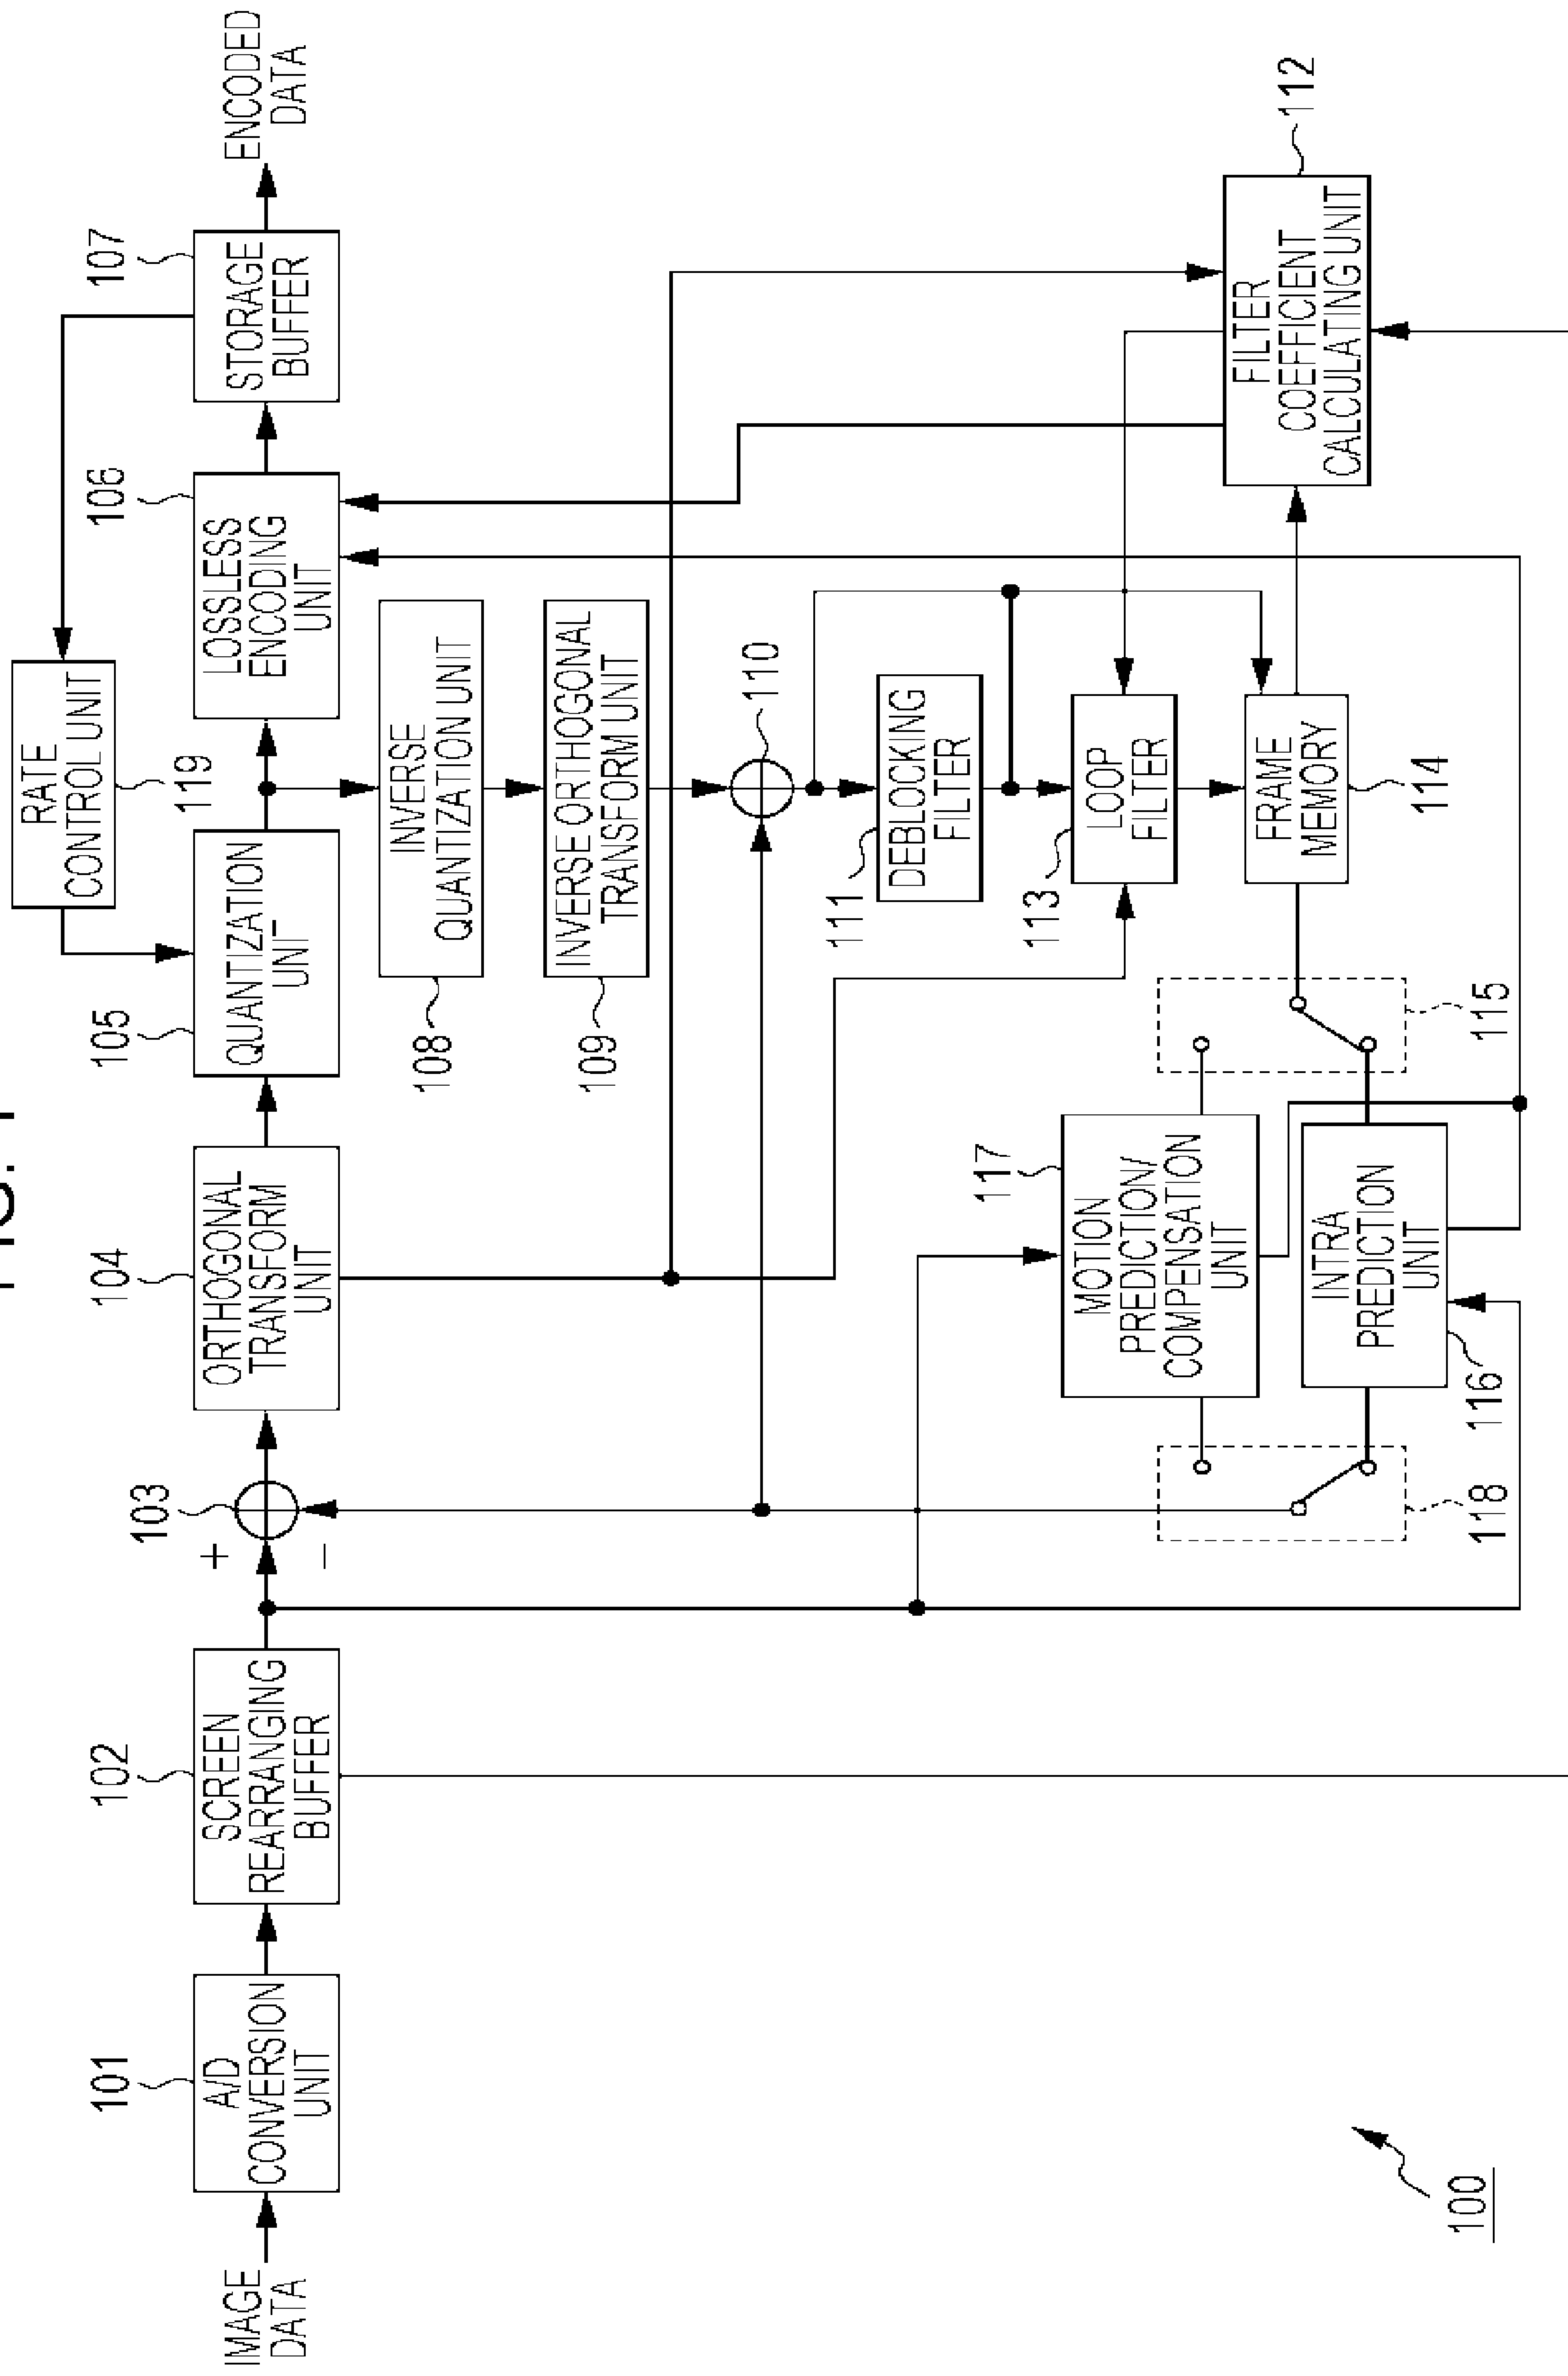 IMAGE
DATA
101
A/D
CONVERSION
UNIT
102
SCREEN
REARRANGING
BUFFER
103
+
–
104
ORTHOGONAL
TRANSFORM
UNIT
105
QUANTIZATION
UNIT
RATE
CONTROL UNIT
119
106
LOSSLESS
ENCODING
UNIT
107
STORAGE
BUFFER
ENCODED
DATA
INVERSE
QUANTIZATION UNIT
108
INVERSE ORTHOGONAL
TRANSFORM UNIT
109
110
111
DEBLOCKING
FILTER
113
LOOP
FILTER
FRAME
MEMORY
114
112
FILTER
COEFFICIENT
CALCULATING UNIT
115
117
MOTION
PREDICTION/
COMPENSATION
UNIT
INTRA
PREDICTION
UNIT
116
118
100